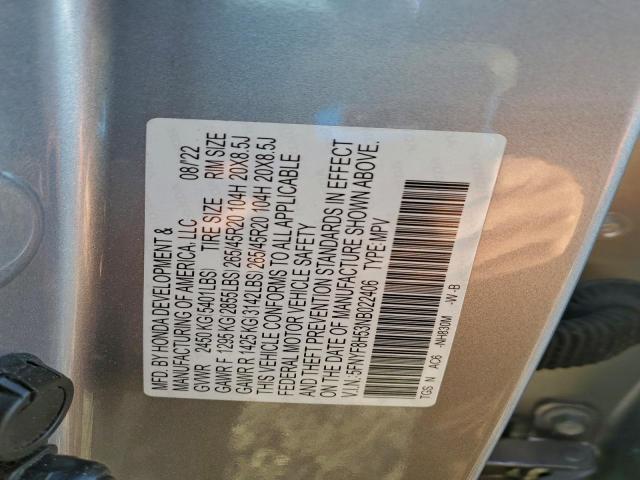 MFD. BY HONDA DEVELOPMENT &
MANUFACTURING OF AMERICA, LLC 08/'22
GVWR 2450 KG(5401LBS) TIRE SIZE RIM SIZE
GAWR F 1295 KG(2855LBS) 265/45R20 104H 20X8.5J
GAWR R 1425 KG(3142LBS) 265/45R20 104H 20X8.5J
THIS VEHICLE CONFORMS TO ALL APPLICABLE
FEDERAL MOTOR VEHICLE SAFETY
AND THEFT PREVENTION STANDARDS IN EFFECT
ON THE DATE OF MANUFACTURE SHOWN ABOVE.
V.I.N.:5FNYF8H53NB022406 TYPE:MPV
TGS N AC6 -NH830M -W -B